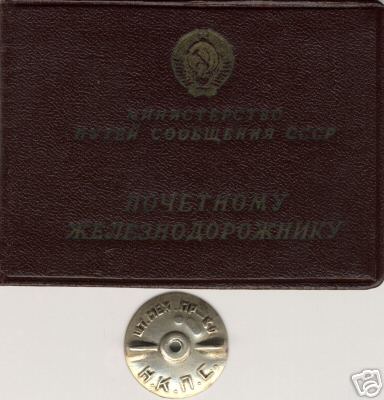 МИНИСТЕРСТВО
ПУТЕЙ СООБЩЕНИЯ СССР
ПОЧЕТНОМУ
ЖЕЛЕЗНОДОРОЖНИКУ
Н.К.П.С.